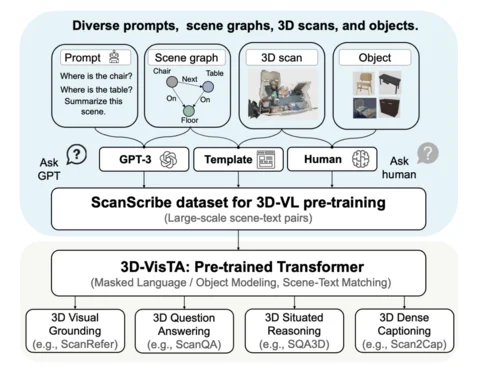 Diverse prompts, scene graphs, 3D scans, and objects.
Prompt
Where is the chair?
Where is the table?
Summarize this
scene.
Scene graph
Chair
Next
Table
On
On
Floor
3D scan
Object
Ask
GPT
GPT-3
Template
Human
Ask
human
ScanScribe dataset for 3D-VL pre-training
(Large-scale scene-text pairs)
3D-VisTA: Pre-trained Transformer
(Masked Language / Object Modeling, Scene-Text Matching)
3D Visual
Grounding
(e.g., ScanRefer)
3D Question
Answering
(e.g., ScanQA)
3D Situated
Reasoning
(e.g., SQA3D)
3D Dense
Captioning
(e.g., Scan2Cap)